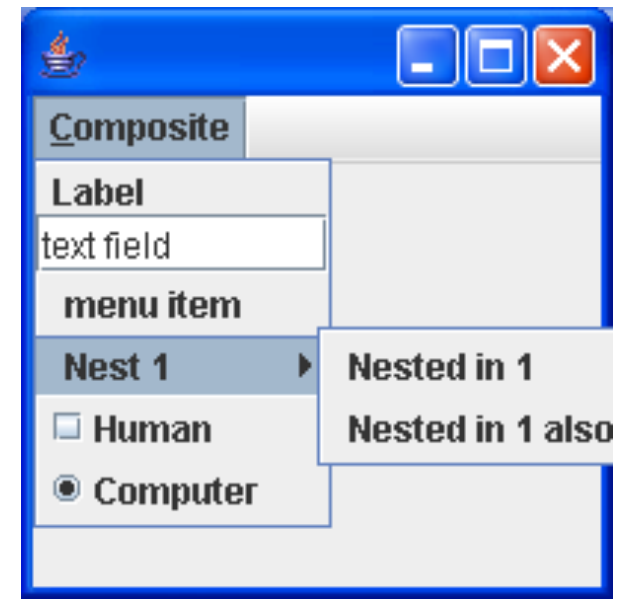 Composite
Label
text field
menu item
Nest 1
Nested in 1
Human
Nested in 1 also
Computer